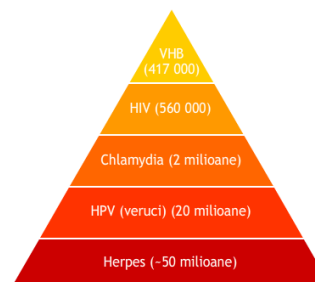 VHB
(417 000)
HIV (560 000)
Chlamydia (2 milioane)
HPV (veruci) (20 milioane)
Herpes (~50 milioane)